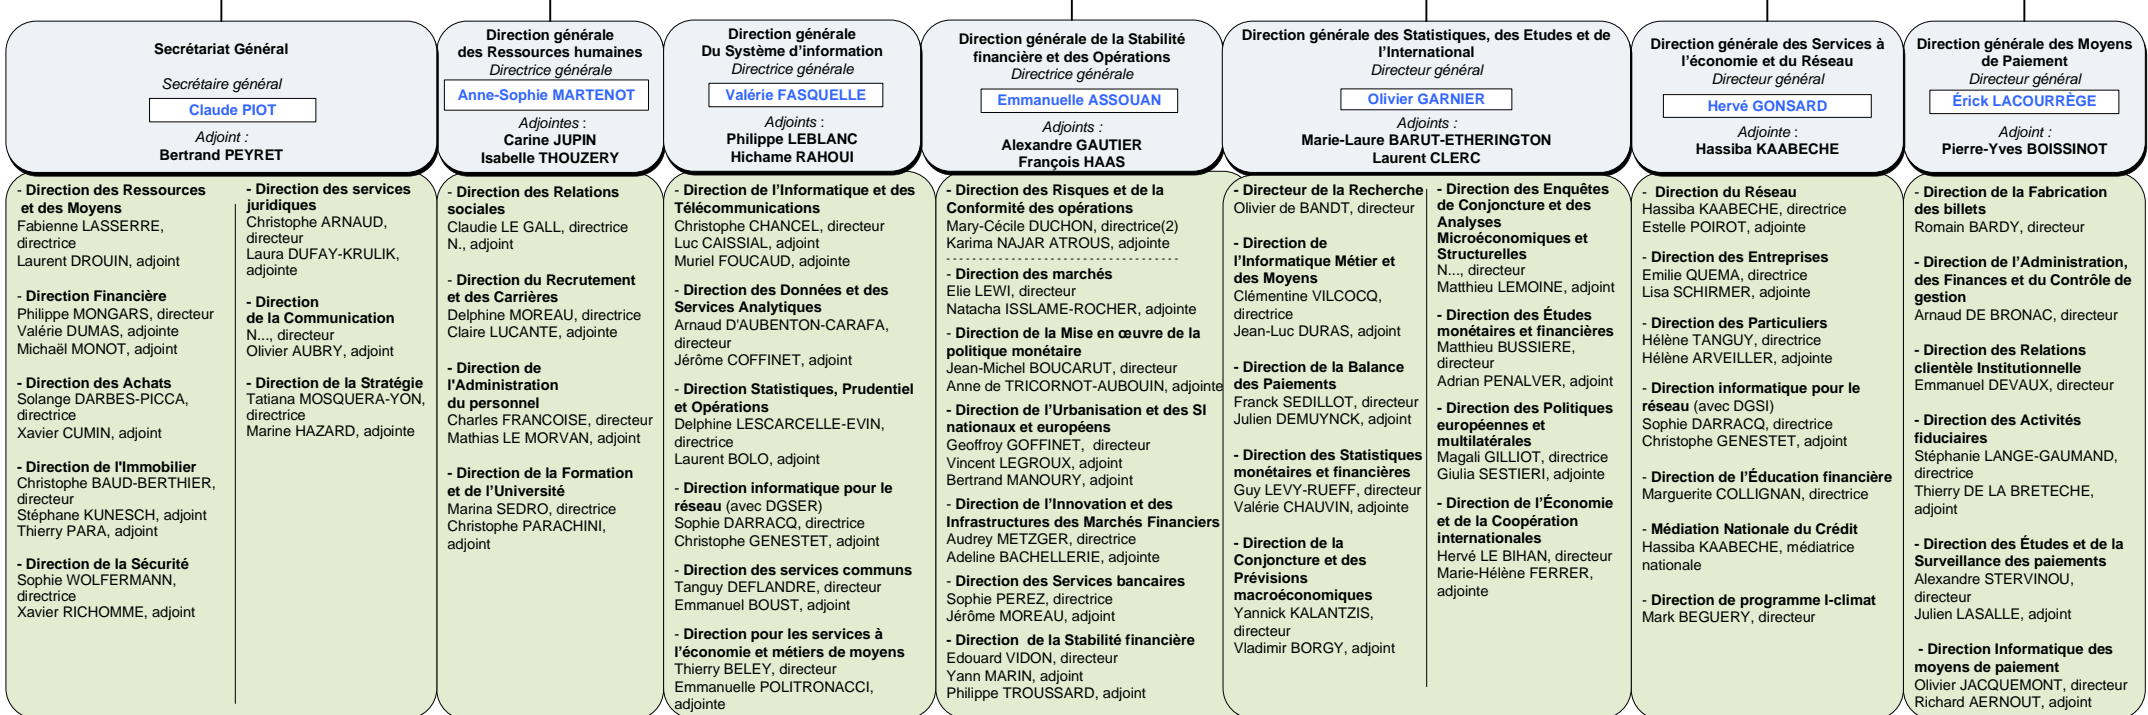 Secrétariat Général
Secrétaire général
Claude PIOT
Adjoint :
Bertrand PEYRET
- Direction des Ressources
et des Moyens
Fabienne LASSERRE,
directrice
Laurent DROUIN, adjoint
- Direction Financière
Philippe MONGARS, directeur
Valérie DUMAS, adjointe
Michaël MONOT, adjoint
- Direction des Achats
Solange DARBES-PICCA,
directrice
Xavier CUMIN, adjoint
- Direction de l'Immobilier
Christophe BAUD-BERTHIER,
directeur
Stéphane KUNESCH, adjoint
Thierry PARA, adjoint
- Direction de la Sécurité
Sophie WOLFERMANN,
directrice
Xavier RICHOMME, adjoint
- Direction des services
juridiques
Christophe ARNAUD,
directeur
Laura DUFAY-KRULIK,
adjointe
- Direction
de la Communication
N..., directeur
Olivier AUBRY, adjoint
- Direction de la Stratégie
Tatiana MOSQUERA-YON,
directrice
Marine HAZARD, adjointe
Direction générale
des Ressources humaines
Directrice générale
Anne-Sophie MARTENOT
Adjointes :
Carine JUPIN
Isabelle THOUZERY
- Direction des Relations
sociales
Claudie LE GALL, directrice
N., adjoint
- Direction du Recrutement
et des Carrières
Delphine MOREAU, directrice
Claire LUCANTE, adjointe
- Direction de
l'Administration
du personnel
Charles FRANCOISE, directeur
Mathias LE MORVAN, adjoint
- Direction de la Formation
et de l'Université
Marina SEDRO, directrice
Christophe PARACHINI,
adjoint
Direction générale
Du Système d'information
Directrice générale
Valérie FASQUELLE
Adjoints :
Philippe LEBLANC
Hichame RAHOUI
- Direction de l'Informatique et des
Télécommunications
Christophe CHANCEL, directeur
Luc CAISSIAL, adjoint
Muriel FOUCAUD, adjointe
- Direction des Données et des
Services Analytiques
Arnaud D'AUBENTON-CARAFA,
directeur
Jérôme COFFINET, adjoint
- Direction Statistiques, Prudentiel
et Opérations
Delphine LESCARCELLE-EVIN,
directrice
Laurent BOLO, adjoint
- Direction informatique pour le
réseau (avec DGSER)
Sophie DARRACQ, directrice
Christophe GENESTET, adjoint
- Direction des services communs
Tanguy DEFLANDRE, directeur
Emmanuel BOUST, adjoint
- Direction pour les services à
l'économie et métiers de moyens
Thierry BELEY, directeur
Emmanuelle POLITRONACCI,
adjointe
Direction générale de la Stabilité
financière et des Opérations
Directrice générale
Emmanuelle ASSOUAN
Adjoints :
Alexandre GAUTIER
François HAAS
- Direction des Risques et de la
Conformité des opérations
Mary-Cécile DUCHON, directrice(2)
Karima NAJAR ATROUS, adjointe
- Direction des marchés
Elie LEWI, directeur
Natacha ISSLAME-ROCHER, adjointe
- Direction de la Mise en œuvre de la
politique monétaire
Jean-Michel BOUCARUT, directeur
Anne de TRICORNOT-AUBOUIN, adjointe
- Direction de l'Urbanisation et des SI
nationaux et européens
Geoffroy GOFFINET, directeur
Vincent LEGROUX, adjoint
Bertrand MANOURY, adjoint
- Direction de l'Innovation et des
Infrastructures des Marchés Financiers
Audrey METZGER, directrice
Adeline BACHELLERIE, adjointe
- Direction des Services bancaires
Sophie PEREZ, directrice
Jérôme MOREAU, adjoint
- Direction de la Stabilité financière
Edouard VIDON, directeur
Yann MARIN, adjoint
Philippe TROUSSARD, adjoint
Direction générale des Statistiques, des Etudes et de
l'International
Directeur général
Olivier GARNIER
Adjoints :
Marie-Laure BARUT-ETHERINGTON
Laurent CLERC
- Directeur de la Recherche
Olivier de BANDT, directeur
- Direction de
l'Informatique Métier et
des Moyens
Clémentine VILCOCQ,
directrice
Jean-Luc DURAS, adjoint
- Direction de la Balance
des Paiements
Franck SEDILLOT, directeur
Julien DEMUYNCK, adjoint
- Direction des Statistiques
monétaires et financières
Guy LEVY-RUEFF, directeur
Valérie CHAUVIN, adjointe
- Direction de la
Conjoncture et des
Prévisions
macroéconomiques
Yannick KALANTZIS,
directeur
Vladimir BORGY, adjoint
- Direction des Enquêtes
de Conjoncture et des
Analyses
Microéconomiques et
Structurelles
N..., directeur
Matthieu LEMOINE, adjoint
- Direction des Études
monétaires et financières
Matthieu BUSSIERE,
directeur
Adrian PENALVER, adjoint
- Direction des Politiques
européennes et
multilatérales
Magali GILLIOT, directrice
Giulia SESTIERI, adjointe
- Direction de l'Économie
et de la Coopération
internationales
Hervé LE BIHAN, directeur
Marie-Hélène FERRER,
adjointe
Direction générale des Services à
l'économie et du Réseau
Directeur général
Hervé GONSARD
Adjointe :
Hassiba KAABECHE
- Direction du Réseau
Hassiba KAABECHE, directrice
Estelle POIROT, adjointe
- Direction des Entreprises
Emilie QUEMA, directrice
Lisa SCHIRMER, adjointe
- Direction des Particuliers
Hélène TANGUY, directrice
Hélène ARVEILLER, adjointe
- Direction informatique pour le
réseau (avec DGSI)
Sophie DARRACQ, directrice
Christophe GENESTET, adjoint
- Direction de l'Éducation financière
Marguerite COLLIGNAN, directrice
- Médiation Nationale du Crédit
Hassiba KAABECHE, médiatrice
nationale
- Direction de programme I-climat
Mark BEGUERY, directeur
Direction générale des Moyens
de Paiement
Directeur général
Érick LACOURRÈGE
Adjoint :
Pierre-Yves BOISSINOT
- Direction de la Fabrication
des billets
Romain BARDY, directeur
- Direction de l'Administration,
des Finances et du Contrôle de
gestion
Arnaud DE BRONAC, directeur
- Direction des Relations
clientèle Institutionnelle
Emmanuel DEVAUX, directeur
- Direction des Activités
fiduciaires
Stéphanie LANGE-GAUMAND,
directrice
Thierry DE LA BRETECHE,
adjoint
- Direction des Études et de la
Surveillance des paiements
Alexandre STERVINOU,
directeur
Julien LASALLE, adjoint
- Direction Informatique des
moyens de paiement
Olivier JACQUEMONT, directeur
Richard AERNOUT, adjoint